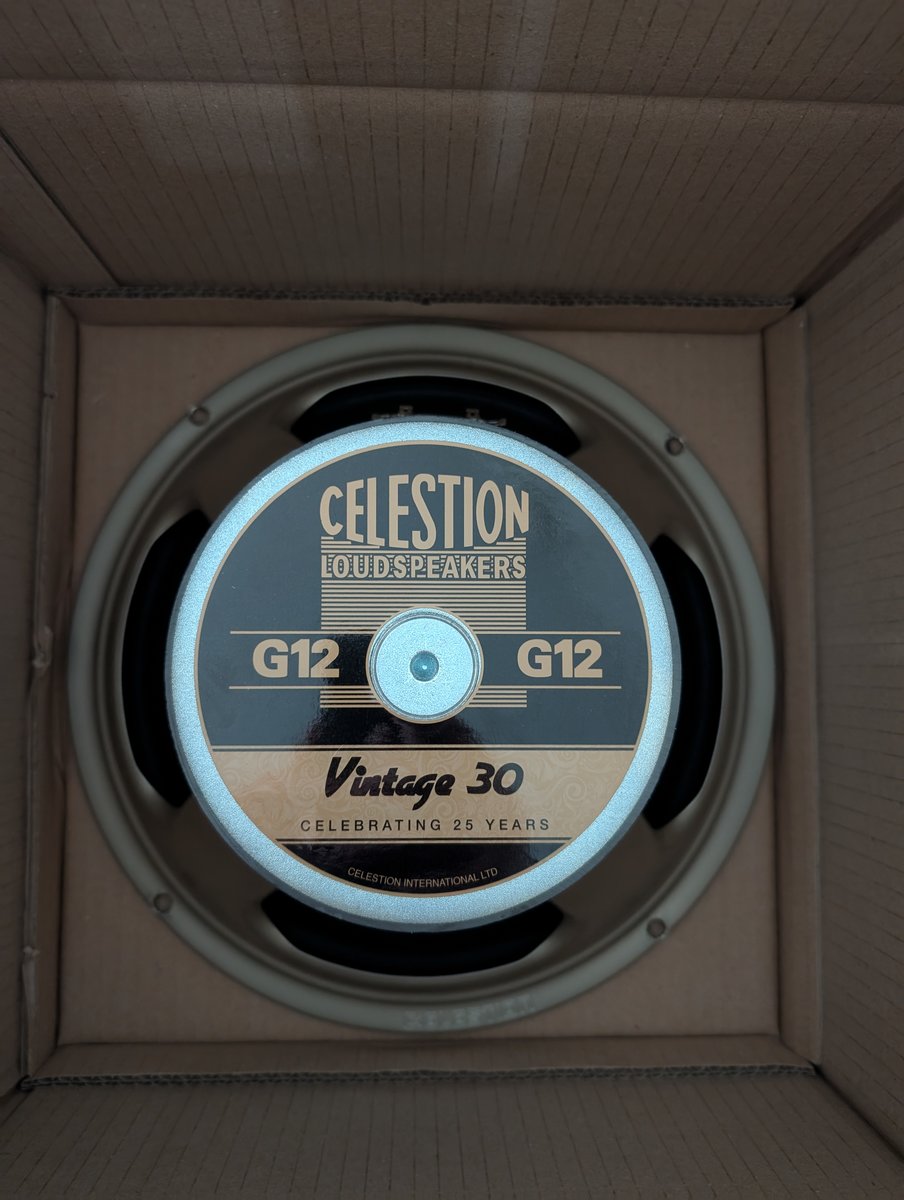 CELESTION
LOUDSPEAKERS
G12 G12
Vintage 30
CELEBRATING 25 YEARS
CELESTION INTERNATIONAL LTD